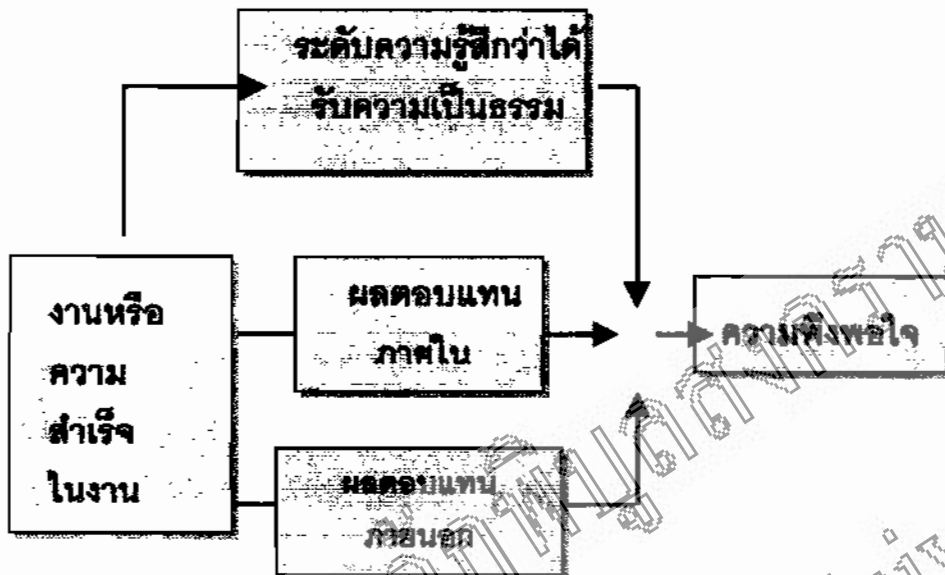 ระดับความรู้สึกว่าได้
รับความเป็นธรรม
งานหรือ
ความ
สำเร็จ
ในงาน
ผลตอบแทน
ภายใน
ความพึงพอใจ
ผลตอบแทน
ภายนอก